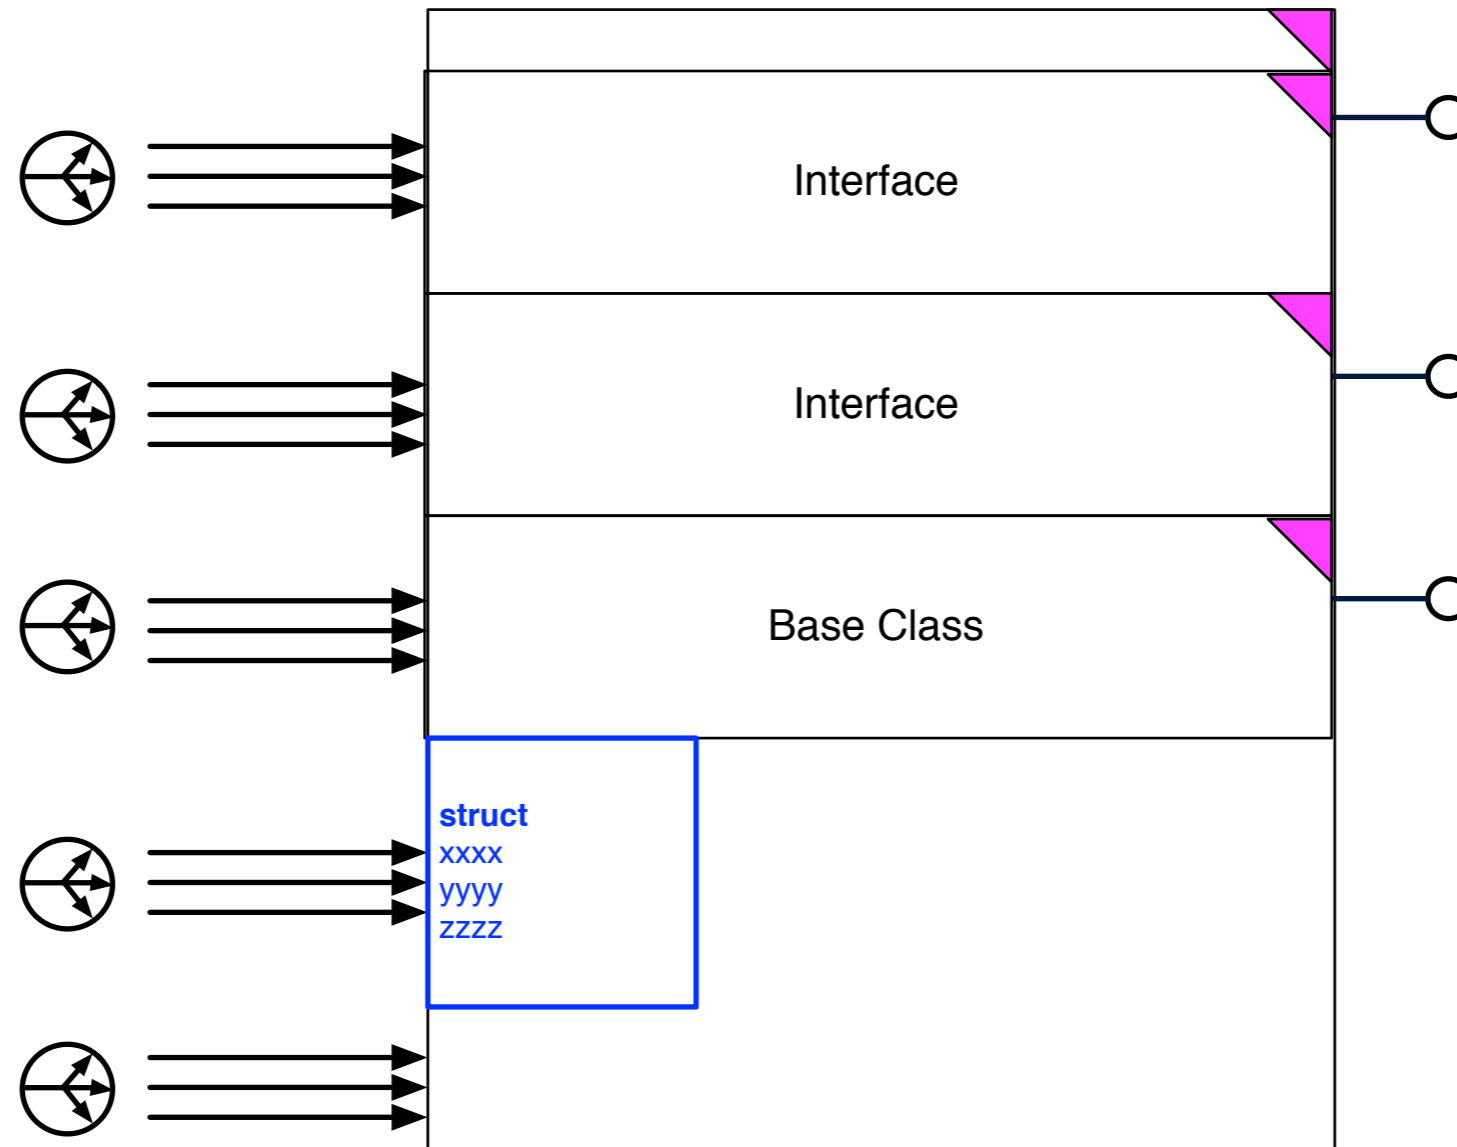 Interface
Interface
Base Class
struct
xxxx
yyyy
zzzz